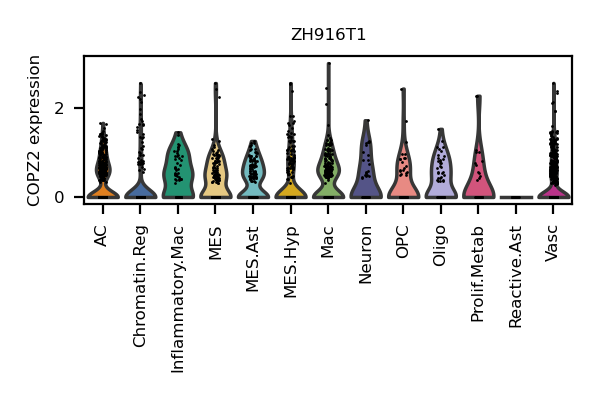 ZH916T1
COPZ2 expression
2
0
AC
Chromatin.Reg
Inflammatory.Mac
MES
MES.Ast
MES.Hyp
Mac
Neuron
OPC
Oligo
Prolif.Metab
Reactive.Ast
Vasc